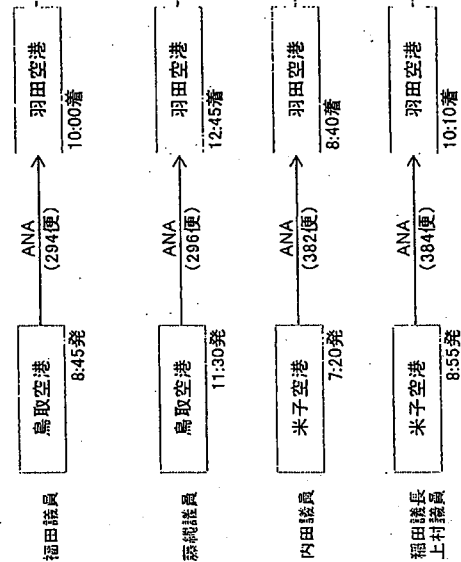 福田議員
鳥取空港
8:45発
ANA
(294便)
羽田空港
10:00着
藤縄議員
鳥取空港
11:30発
ANA
(296便)
羽田空港
12:45着
内田議員
米子空港
7:20発
ANA
(382便)
羽田空港
8:40着
稲田議長
上村議員
米子空港
8:55発
ANA
(384便)
羽田空港
10:10着